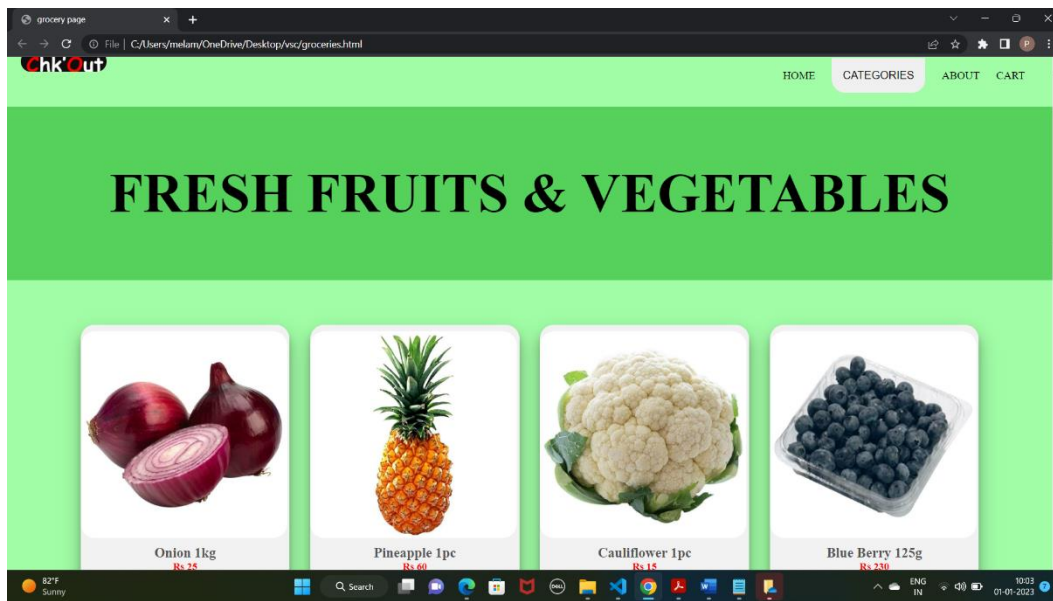 grocery page
File | C:/Users/melam/OneDrive/Desktop/vsc/groceries.html
P
Chk'Out
HOME CATEGORIES ABOUT CART
FRESH FRUITS & VEGETABLES
Onion 1kg Pineapple 1pc Cauliflower 1pc Blue Berry 125g
Rs 25 Rs 60 Rs 15 Rs 230
82°F
Sunny
Search
DELL
ENG
IN
10:03
01-01-2023